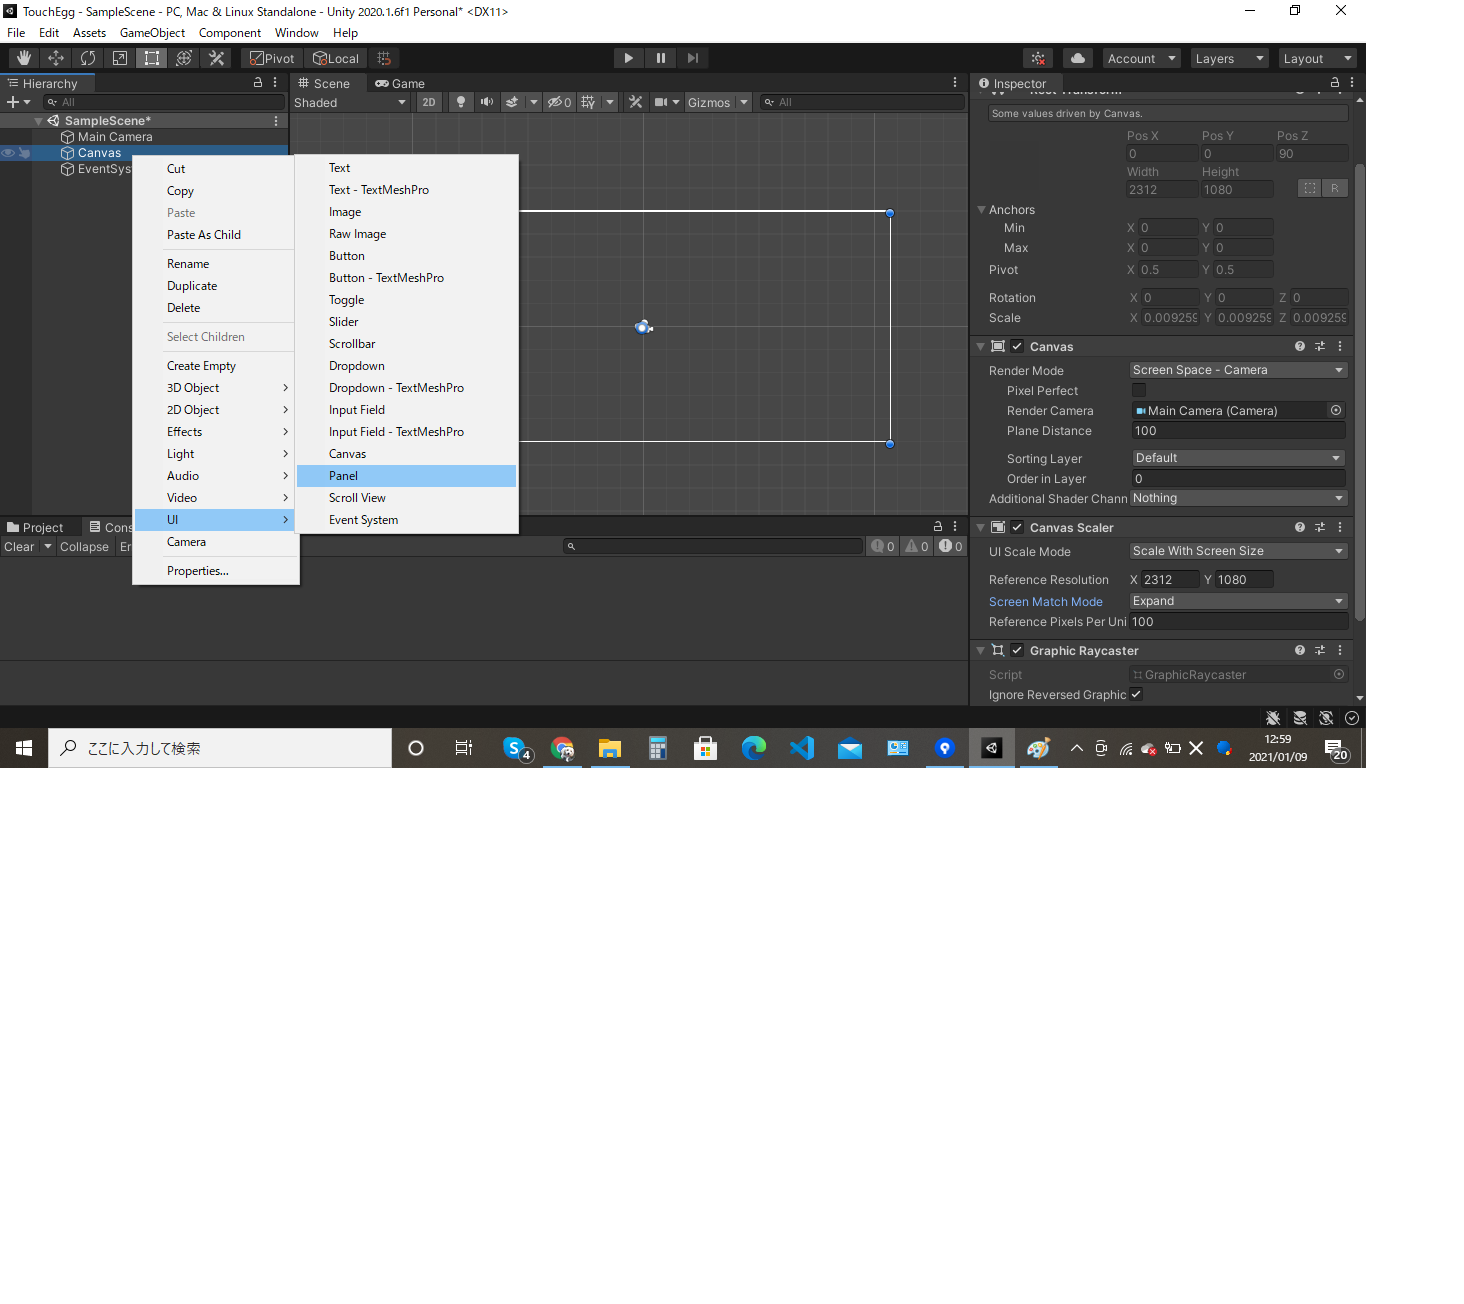 TouchEgg - SampleScene - PC, Mac & Linux Standalone - Unity 2020.1.6f1 Personal* <DX11>
File Edit Assets GameObject Component Window Help
Pivot Local Account Layers Layout
Hierarchy
All
SampleScene*
Main Camera
Canvas
EventSys
Cut
Copy
Paste
Paste As Child
Rename
Duplicate
Delete
Select Children
Create Empty
3D Object
2D Object
Effects
Light
Audio
Video
UI
Camera
Properties...
Text
Text - TextMeshPro
Image
Raw Image
Button
Button - TextMeshPro
Toggle
Slider
Scrollbar
Dropdown
Dropdown - TextMeshPro
Input Field
Input Field - TextMeshPro
Canvas
Panel
Scroll View
Event System
Scene Game
Shaded 2D 0 Gizmos All
Project Cons
Clear Collapse Er 0 0 0
Inspector
Some values driven by Canvas.
Pos X Pos Y Pos Z
0 0 90
Width Height
2312 1080 R
Anchors
Min X 0 Y 0
Max X 0 Y 0
Pivot X 0.5 Y 0.5
Rotation X 0 Y 0 Z 0
Scale X 0.009259 Y 0.009259 Z 0.009259
Canvas
Render Mode Screen Space - Camera
Pixel Perfect
Render Camera Main Camera (Camera)
Plane Distance 100
Sorting Layer Default
Order in Layer 0
Additional Shader Chann Nothing
Canvas Scaler
UI Scale Mode Scale With Screen Size
Reference Resolution X 2312 Y 1080
Screen Match Mode Expand
Reference Pixels Per Uni 100
Graphic Raycaster
Script GraphicRaycaster
Ignore Reversed Graphic
ここに入力して検索
4
12:59
2021/01/09
20